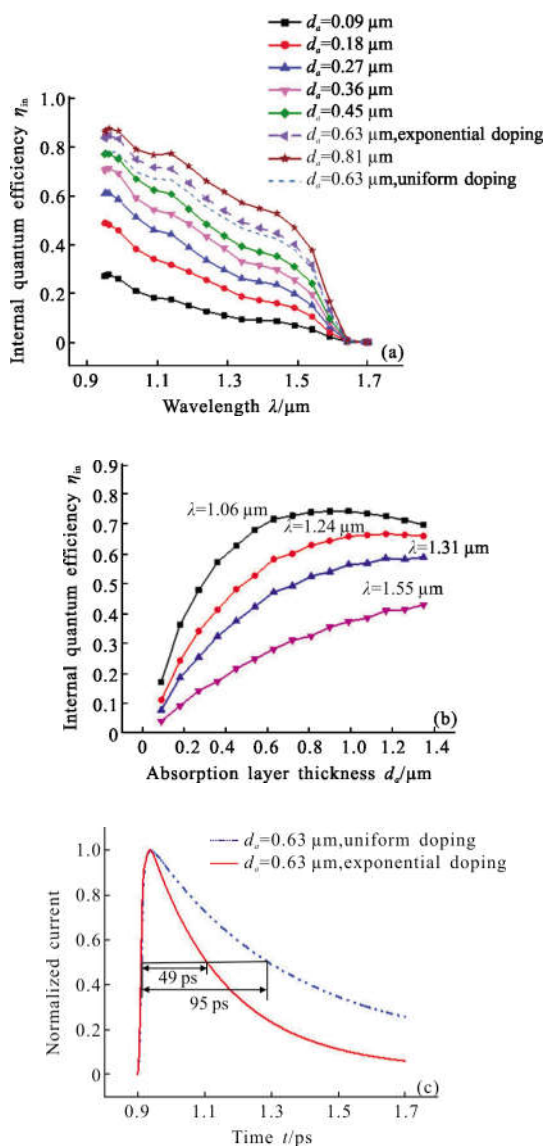 dₐ=0.09 μm
dₐ=0.18 μm
dₐ=0.27 μm
dₐ=0.36 μm
dₐ=0.45 μm
dₐ=0.63 μm,exponential doping
dₐ=0.81 μm
dₐ=0.63 μm,uniform doping
Internal quantum efficiency ηin
1.0
0.8
0.6
0.4
0.2
0
(a)
0.9 1.1 1.3 1.5 1.7
Wavelength λ/μm
Internal quantum efficiency ηin
0.9
0.8
0.7
0.6
0.5
0.4
0.3
0.2
0.1
0
λ=1.06 μm
λ=1.24 μm
λ=1.31 μm
λ=1.55 μm
(b)
0 0.2 0.4 0.6 0.8 1.0 1.2 1.4
Absorption layer thickness dₐ/μm
dₐ=0.63 μm,uniform doping
dₐ=0.63 μm,exponential doping
Normalized current
1.0
0.8
0.6
0.4
0.2
0
49 ps
95 ps
(c)
0.9 1.1 1.3 1.5 1.7
Time t/ps